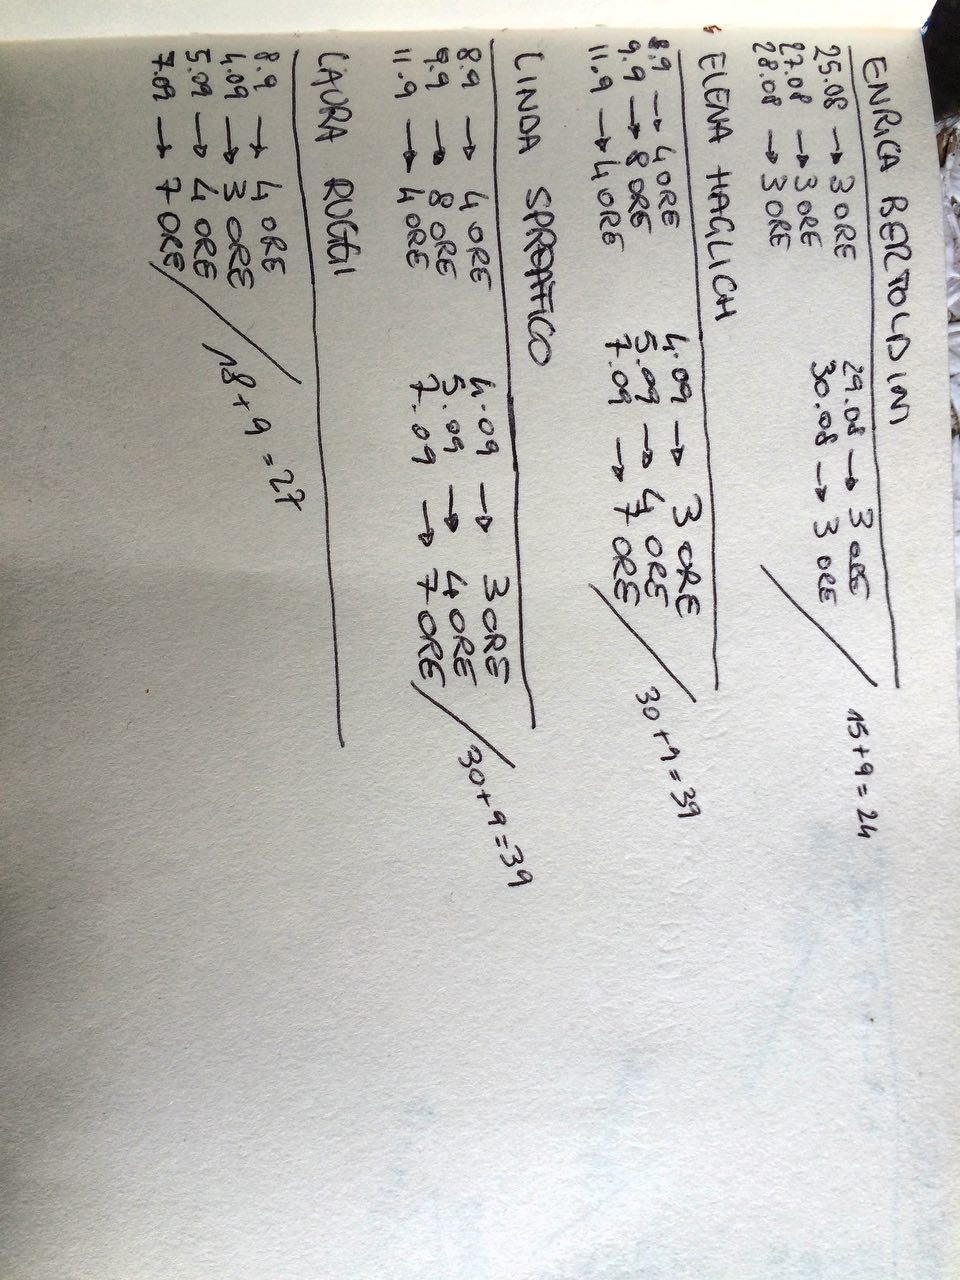 ENRICA BERTOLDINI
25.08 → 3 ORE
27.08 → 3 ORE
28.08 → 3 ORE
29.08 → 3 ORE
30.08 → 3 ORE
15+9=24
ELENA HAGLICH
8.9 → 4 ORE
9.9 → 8 ORE
11.9 → 4 ORE
4.09 → 3 ORE
5.09 → 4 ORE
7.09 → 7 ORE
30+9=39
LINDA SPREAFICO
8.9 → 4 ORE
9.9 → 8 ORE
11.9 → 4 ORE
4.09 → 3 ORE
5.09 → 4 ORE
7.09 → 7 ORE
30+9=39
LAURA RUGGI
8.9 → 4 ORE
4.09 → 3 ORE
5.09 → 4 ORE
7.09 → 7 ORE
18+9=27